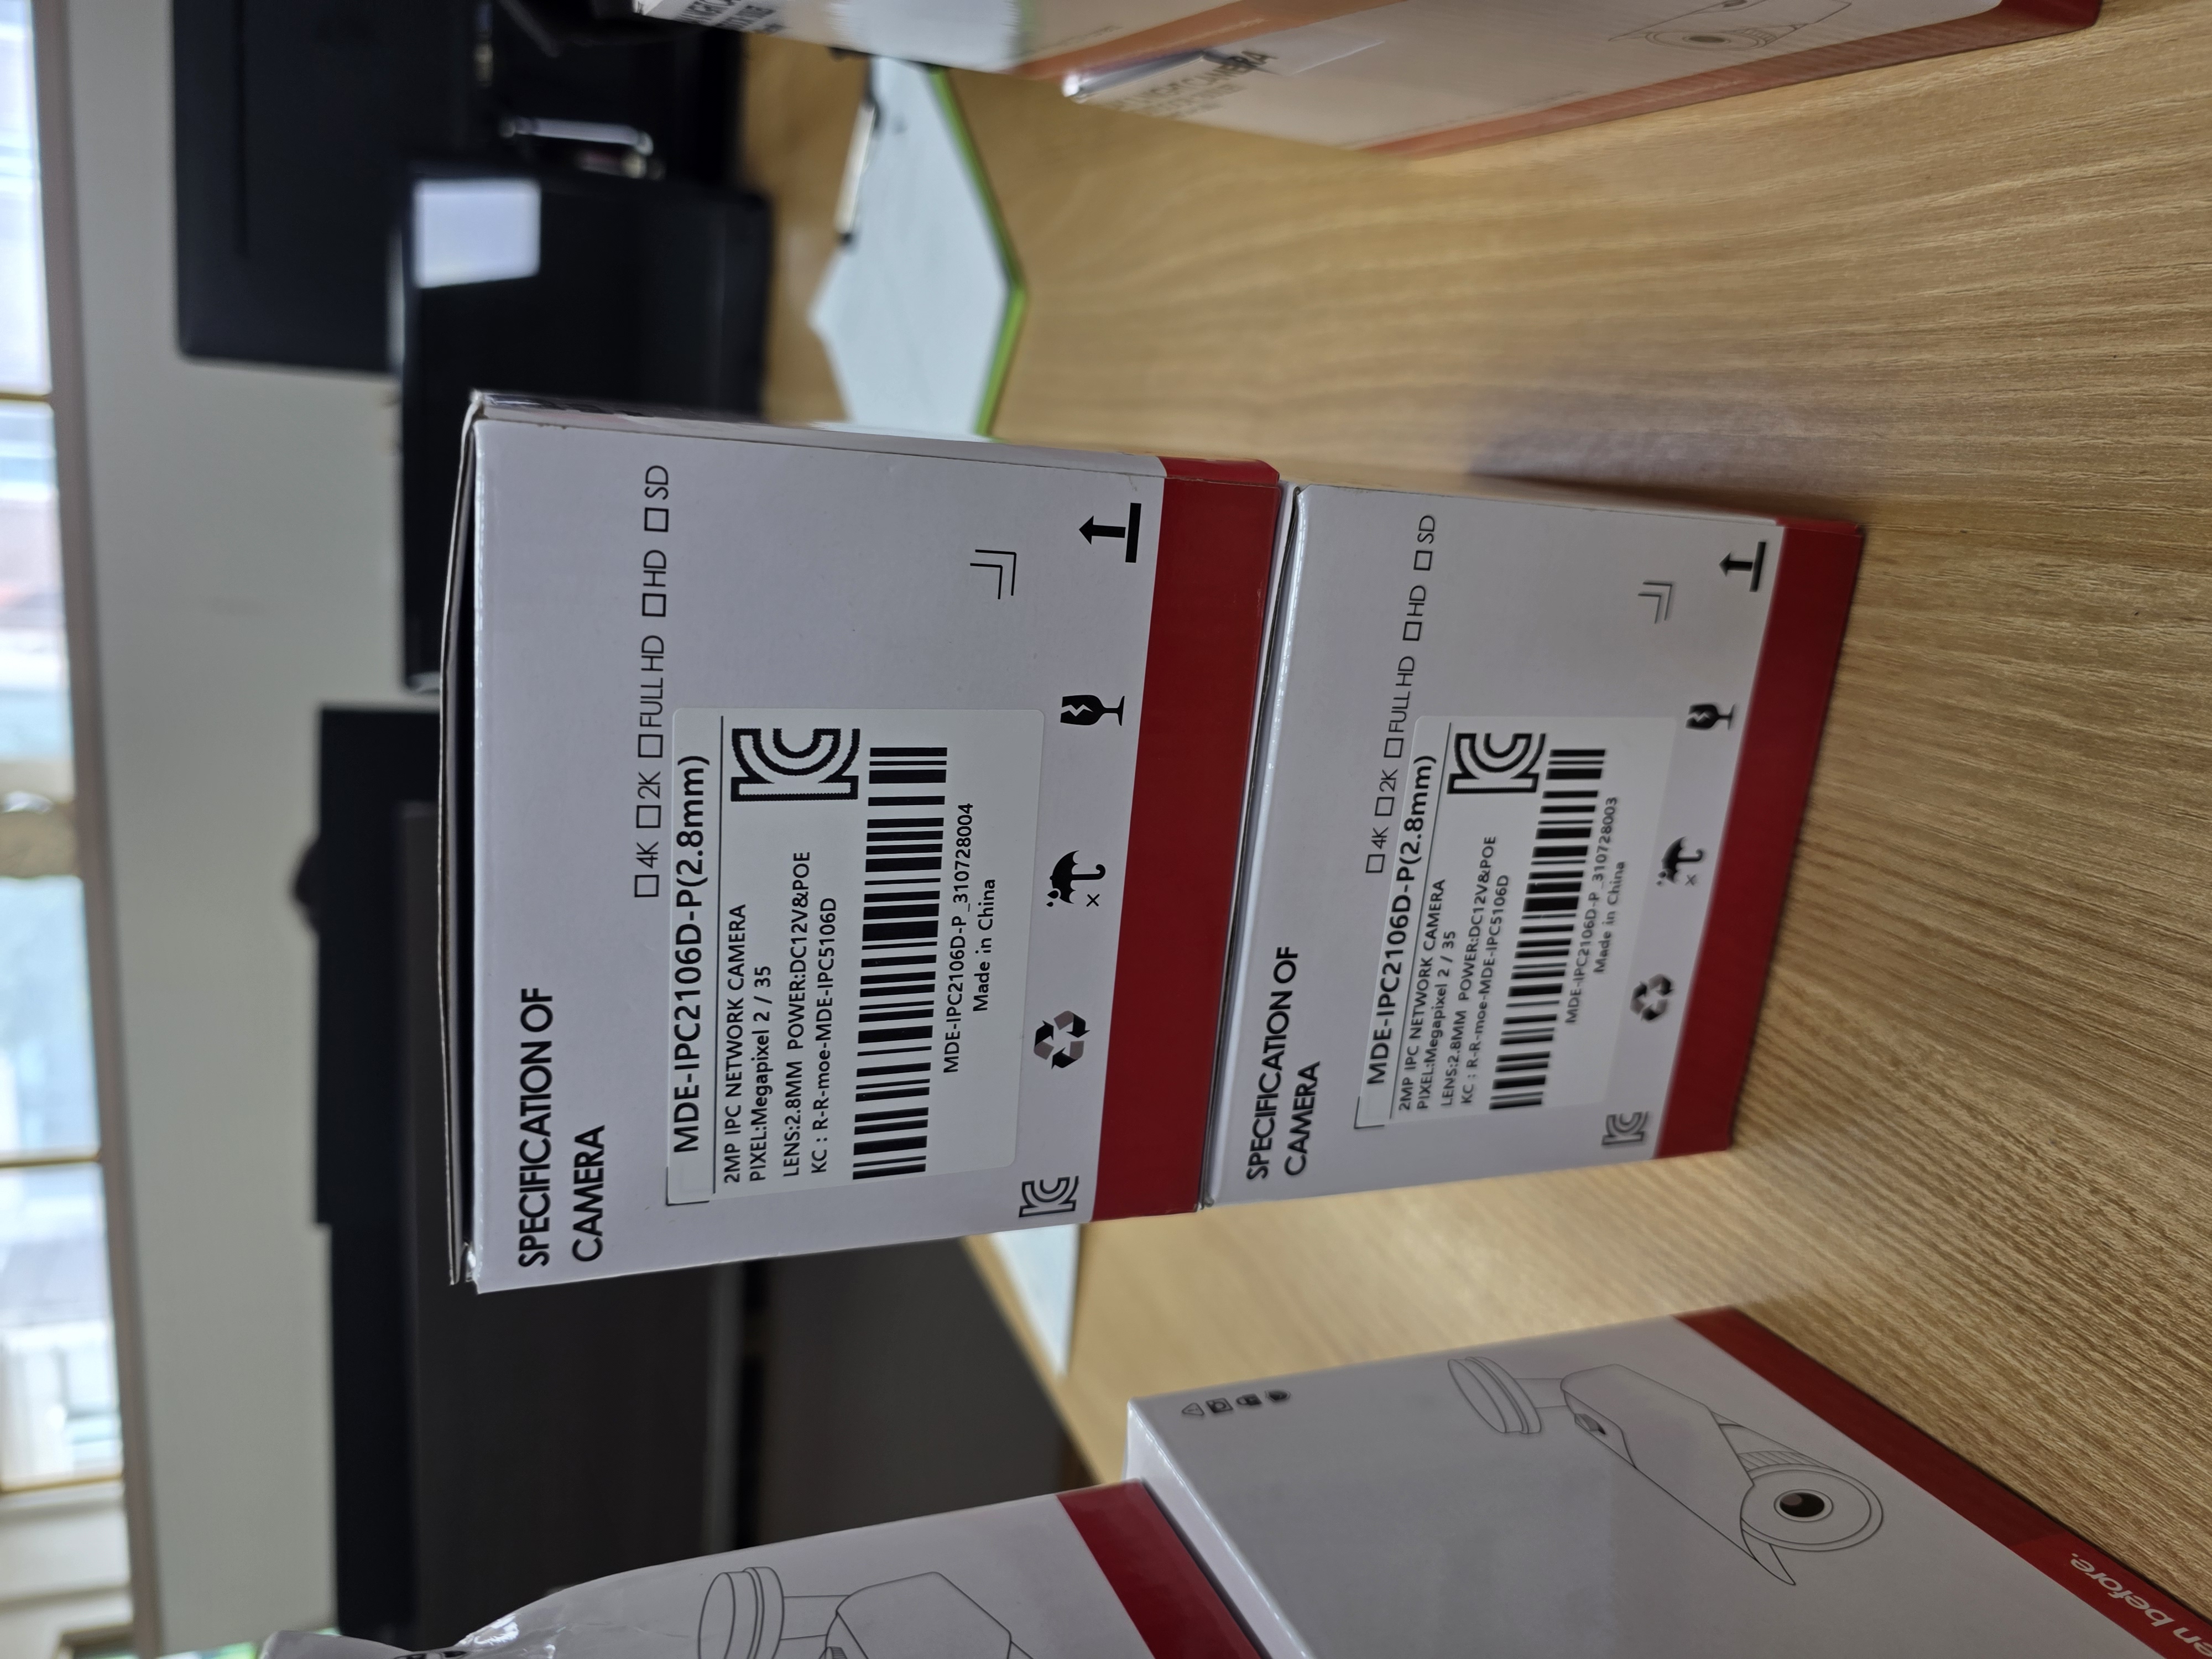 SPECIFICATION OF
CAMERA
4K 2K FULL HD HD SD
MDE-IPC2106D-P(2.8mm)
2MP IPC NETWORK CAMERA
PIXEL:Megapixel 2 / 35
LENS:2.8MM POWER:DC12V&POE
KC : R-R-moe-MDE-IPC5106D
MDE-IPC2106D-P_310728004
Made in China
SPECIFICATION OF
CAMERA
4K 2K FULL HD HD SD
MDE-IPC2106D-P(2.8mm)
2MP IPC NETWORK CAMERA
PIXEL:Megapixel 2 / 35
LENS:2.8MM POWER:DC12V&POE
KC : R-R-moe-MDE-IPC5106D
MDE-IPC2106D-P_310728003
Made in China
before.